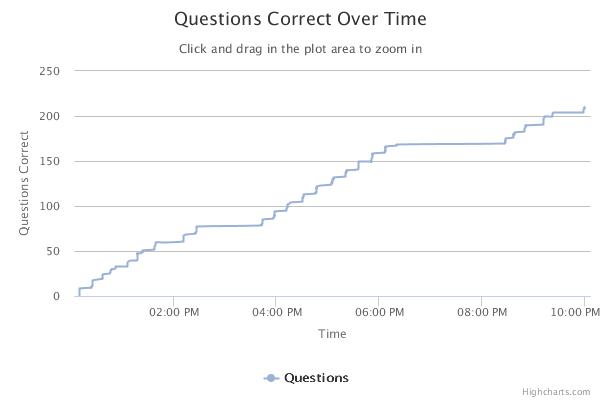 Questions Correct Over Time
Click and drag in the plot area to zoom in
Questions Correct
250
200
150
100
50
0
02:00 PM 04:00 PM 06:00 PM 08:00 PM 10:00 PM
Time
Questions
Highcharts.com